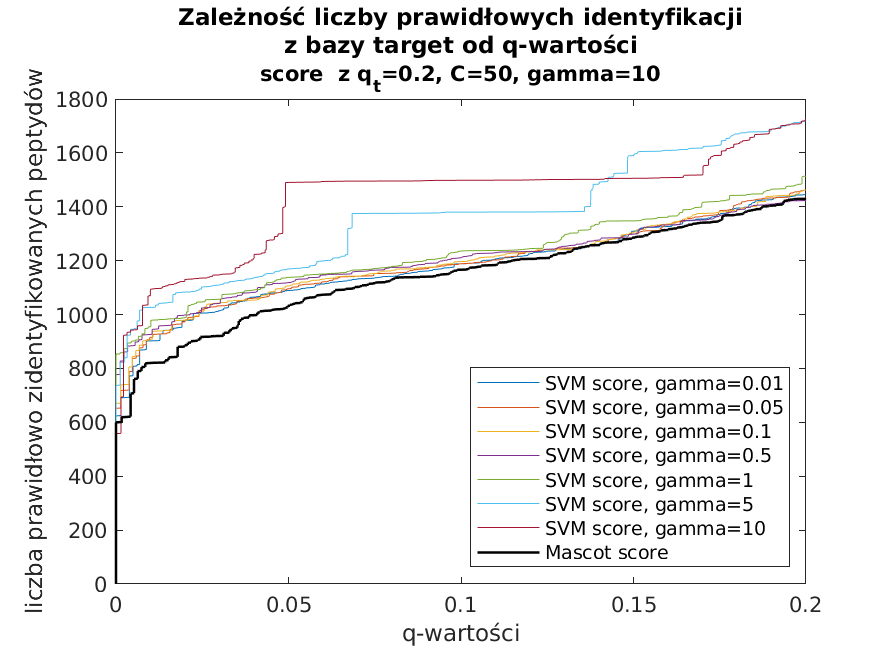 Zależność liczby prawidłowych identyfikacji
z bazy target od q-wartości
score z qt=0.2, C=50, gamma=10
liczba prawidłowo zidentyfikowanych peptydów
1800
1600
1400
1200
1000
800
600
400
200
0
SVM score, gamma=0.01
SVM score, gamma=0.05
SVM score, gamma=0.1
SVM score, gamma=0.5
SVM score, gamma=1
SVM score, gamma=5
SVM score, gamma=10
Mascot score
0 0.05 0.1 0.15 0.2
q-wartości